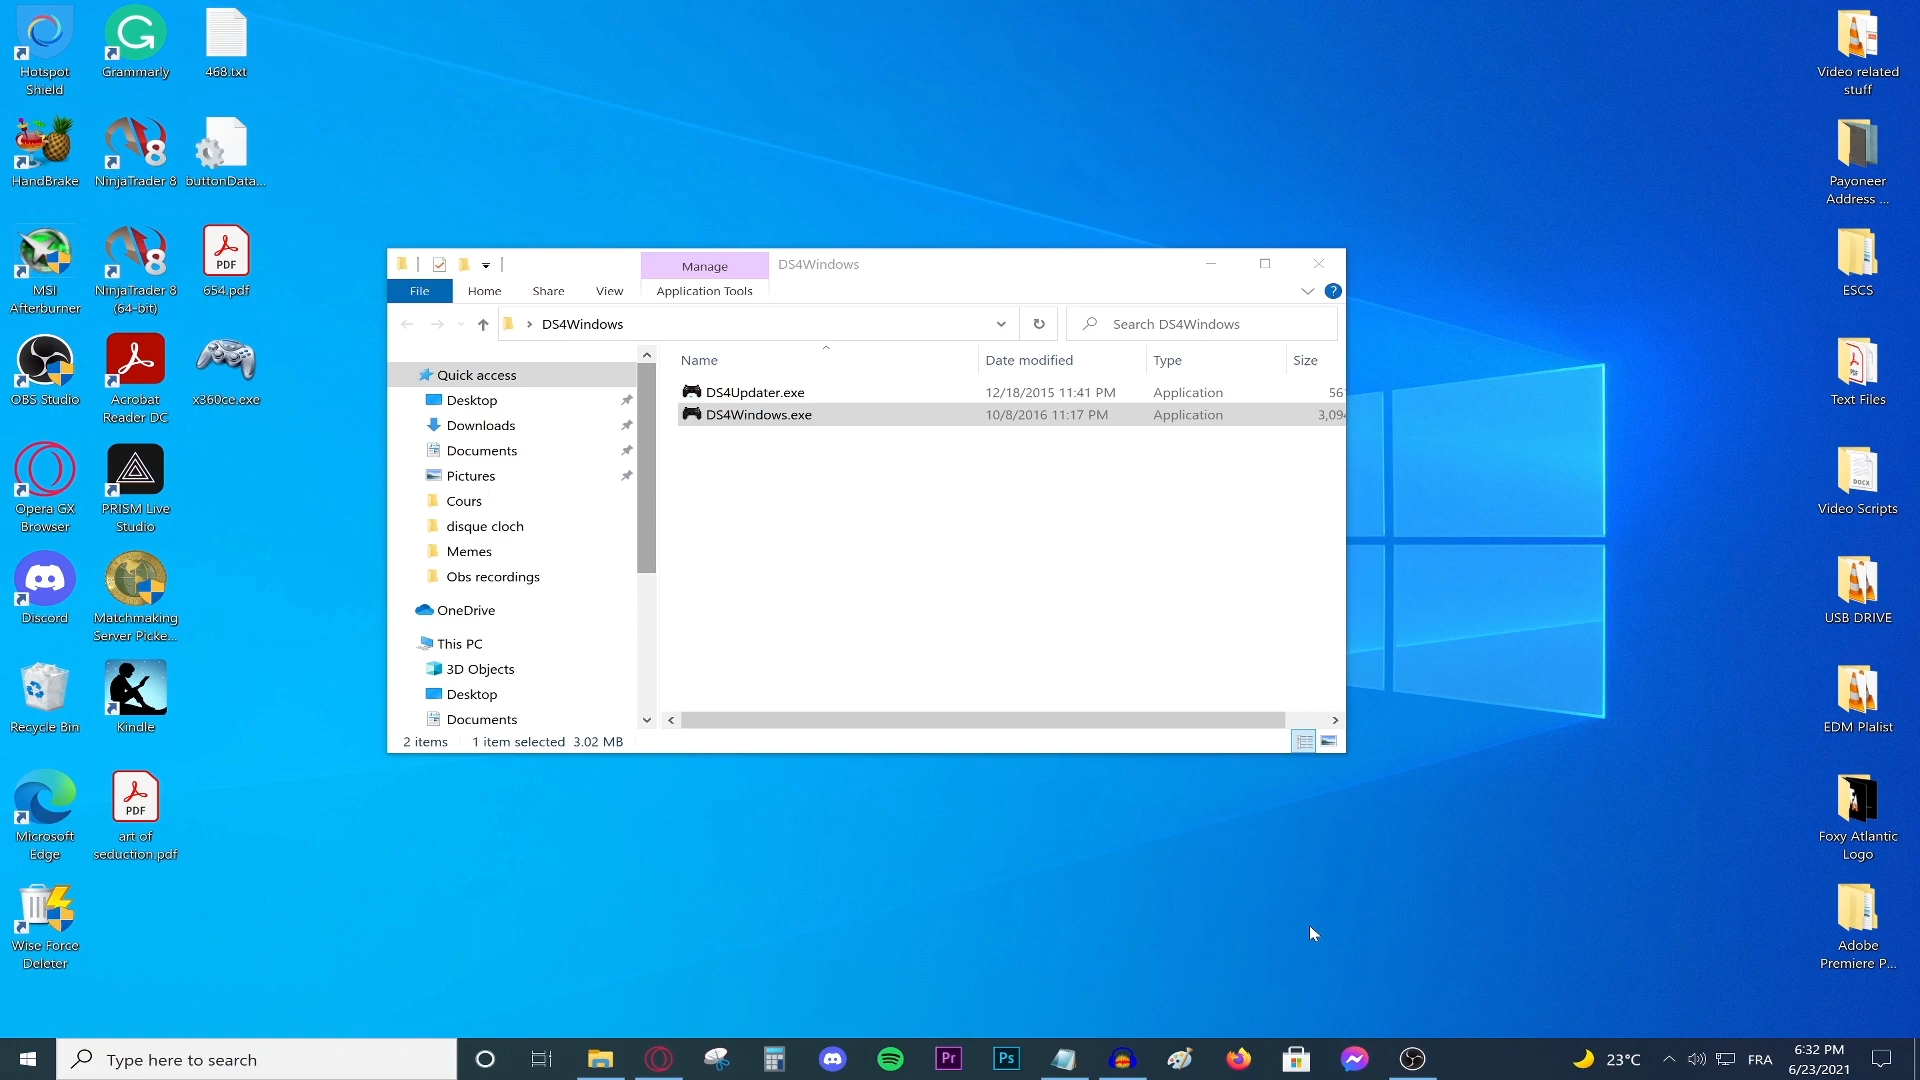 Hotspot
Shield
Grammarly
468.txt
HandBrake
NinjaTrader 8
buttonData...
MSI
Afterburner
NinjaTrader 8
(64-bit)
PDF
654.pdf
OBS Studio
Acrobat
Reader DC
x360ce.exe
Opera GX
Browser
PRISM Live
Studio
Discord
Matchmaking
Server Picke...
Recycle Bin
Kindle
Microsoft
Edge
PDF
art of
seduction.pdf
Wise Force
Deleter
Manage
DS4Windows
File
Home
Share
View
Application Tools
DS4Windows
Search DS4Windows
Name
Date modified
Type
Size
DS4Updater.exe
12/18/2015 11:41 PM
Application
56
DS4Windows.exe
10/8/2016 11:17 PM
Application
3,094
Quick access
Desktop
Downloads
Documents
Pictures
Cours
disque cloch
Memes
Obs recordings
OneDrive
This PC
3D Objects
Desktop
Documents
2 items
1 item selected 3.02 MB
Video related
stuff
Payoneer
Address ...
ESCS
Text Files
DOCX
Video Scripts
USB DRIVE
EDM Plalist
Foxy Atlantic
Logo
Adobe
Premiere P...
Type here to search
Pr
Ps
23°C
FRA
6:32 PM
6/23/2021